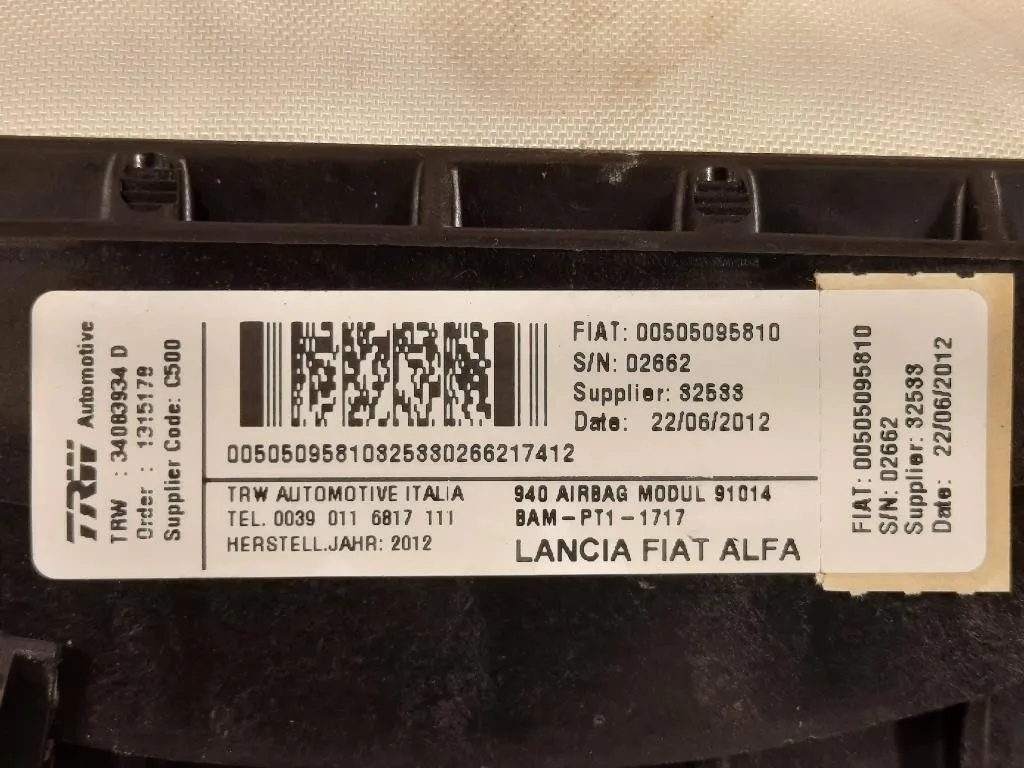 TRW Automotive
TRW : 34083934 D
Order : 1315179
Supplier Code: C500
FIAT: 00505095810
S/N: 02662
Supplier: 32533
Date: 22/06/2012
00505095810325330266217412
TRW AUTOMOTIVE ITALIA
TEL. 0039 011 6817 111
HERSTELL.JAHR: 2012
940 AIRBAG MODUL 91014
BAM-PT1-1717
LANCIA FIAT ALFA
FIAT: 00505095810
S/N: 02662
Supplier: 32533
Date: 22/06/2012